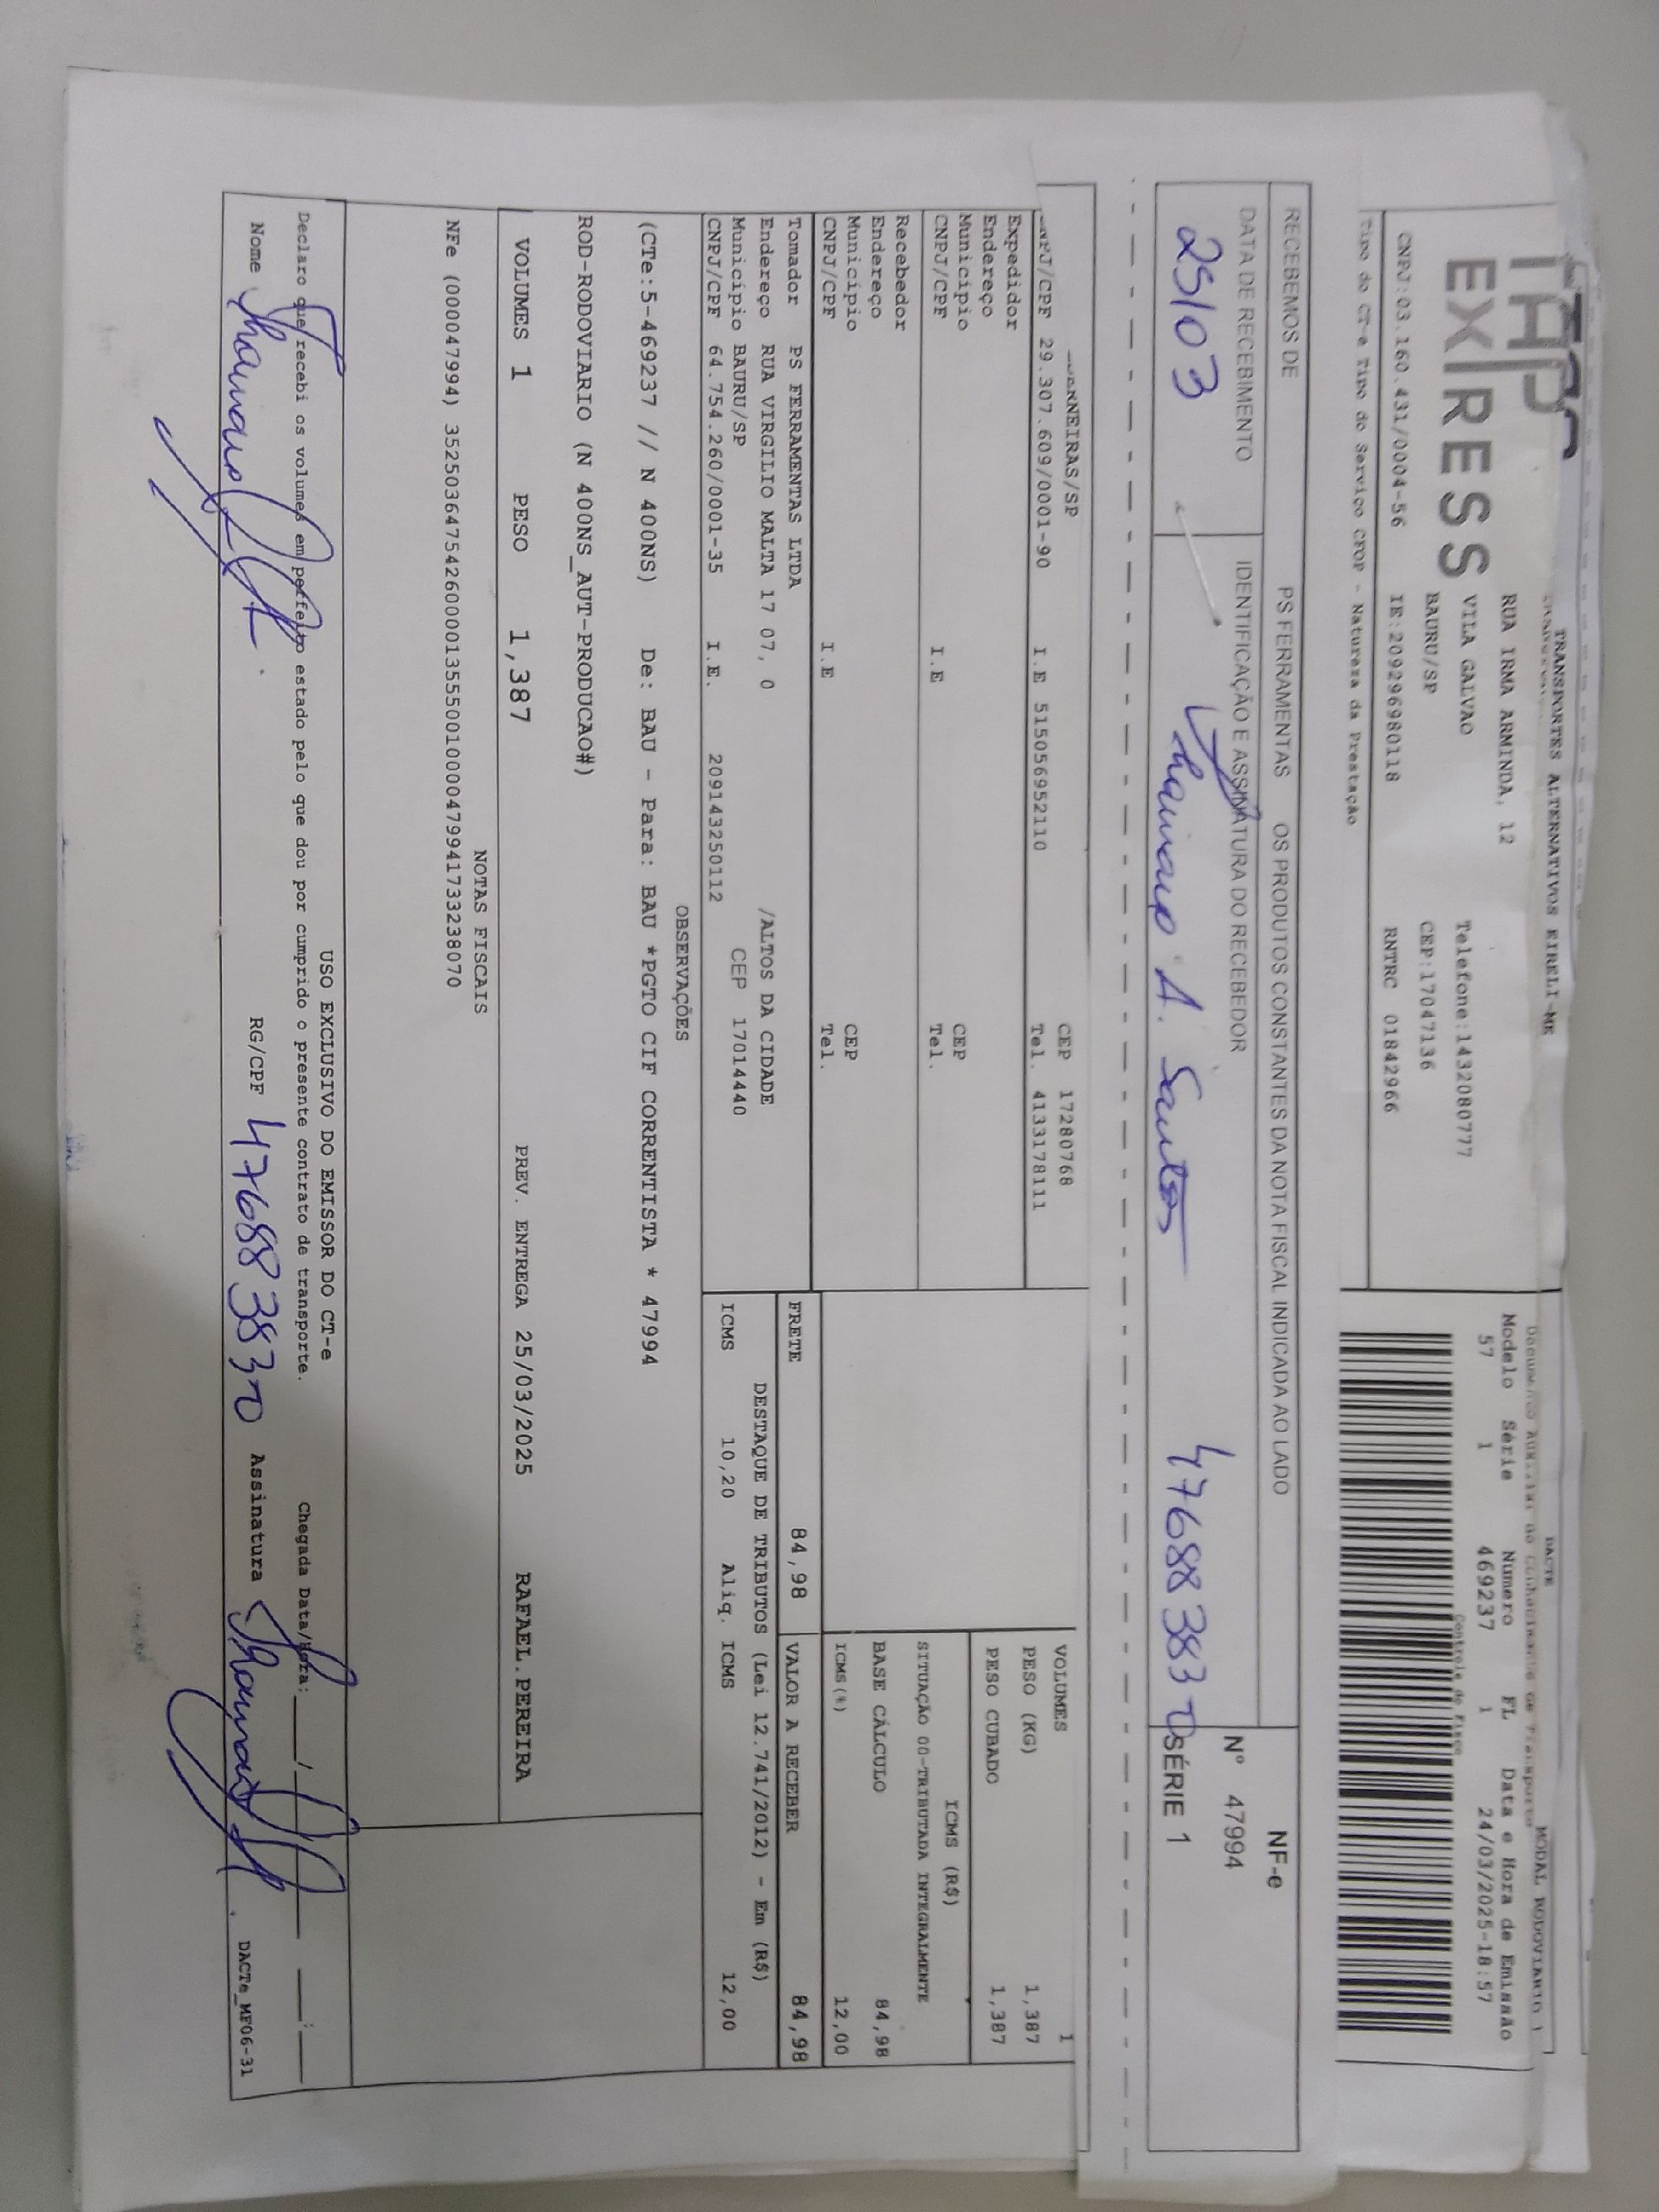 TRANSPORTES ALTERNATIVOS EIRELI-ME
EXPRESS
RUA IRMA ARMINDA, 12
VILA GALVAO
BAURU/SP
Telefone:1432080777
CEP:17047136
CNPJ:03.160.431/0004-56 IE:209296980118 RNTRC 01842966
Tipo do CT-e Tipo do Serviço CFOP - Natureza da Prestação
DACTE
MODAL RODOVIARIO
Documento Auxiliar do Conhecimento de Transporte
Modelo Série Numero FL Data e Hora de Emissão
57 1 469237 1 24/03/2025-18:57
Controle do Fisco
RECEBEMOS DE PS FERRAMENTAS OS PRODUTOS CONSTANTES DA NOTA FISCAL INDICADA AO LADO
DATA DE RECEBIMENTO IDENTIFICAÇÃO E ASSINATURA DO RECEBEDOR
25/03 A. Santos 476883830
NF-e
Nº 47994
SÉRIE 1
CEP 17280768
CNPJ/CPF 29.307.609/0001-90 I.E 515056952110 Tel. 4133178111
Expedidor
Endereço
Município CEP
CNPJ/CPF I.E Tel.
Recebedor
Endereço
Município CEP
CNPJ/CPF I.E Tel.
Tomador PS FERRAMENTAS LTDA
Endereço RUA VIRGILIO MALTA 17 07, 0 /ALTOS DA CIDADE
Município BAURU/SP CEP 17014440
CNPJ/CPF 64.754.260/0001-35 I.E. 209143250112
VOLUMES 1
PESO (KG) 1,387
PESO CUBADO 1,387
ICMS (R$)
SITUAÇÃO 00-TRIBUTADA INTEGRALMENTE
BASE CÁLCULO 84,98
ICMS(%) 12,00
FRETE 84,98 VALOR A RECEBER 84,98
DESTAQUE DE TRIBUTOS (Lei 12.741/2012) - Em (R$)
ICMS 10,20 Aliq. ICMS 12,00
OBSERVAÇÕES
(CTe:5-469237 // N 400NS) De: BAU - Para: BAU *PGTO CIF CORRENTISTA * 47994
ROD-RODOVIARIO (N 400NS_AUT-PRODUCAO#)
VOLUMES 1 PESO 1,387 PREV. ENTREGA 25/03/2025 RAFAEL.PEREIRA
NOTAS FISCAIS
NFe (000047994) 35250364754260000135550010000479941733238070
USO EXCLUSIVO DO EMISSOR DO CT-e
Declaro que recebi os volumes em perfeito estado pelo que dou por cumprido o presente contrato de transporte. Chegada Data/Hora: ___/___ ___:___
Nome RG/CPF 476883830 Assinatura
DACTe_MF06-31